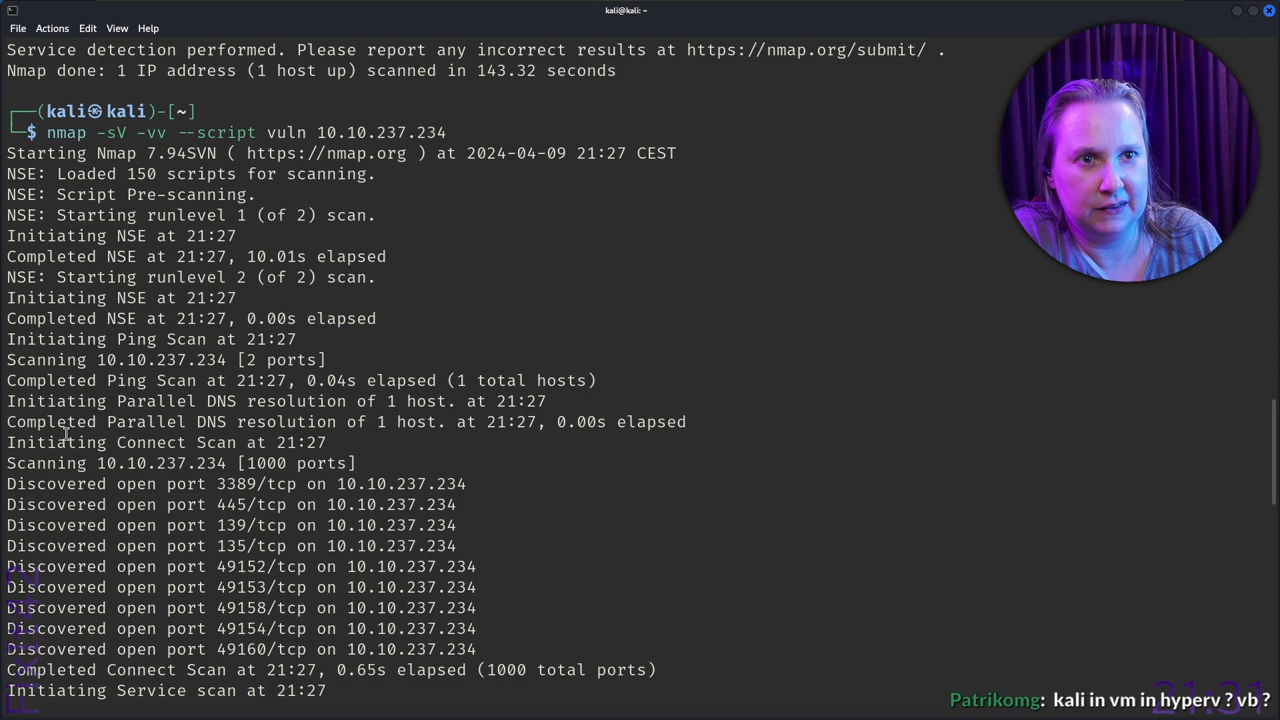 kali@kali: ~
File Actions Edit View Help
Service detection performed. Please report any incorrect results at https://nmap.org/submit/ .
Nmap done: 1 IP address (1 host up) scanned in 143.32 seconds
┌──(kali㉿kali)-[~]
└─$ nmap -sV -vv --script vuln 10.10.237.234
Starting Nmap 7.94SVN ( https://nmap.org ) at 2024-04-09 21:27 CEST
NSE: Loaded 150 scripts for scanning.
NSE: Script Pre-scanning.
NSE: Starting runlevel 1 (of 2) scan.
Initiating NSE at 21:27
Completed NSE at 21:27, 10.01s elapsed
NSE: Starting runlevel 2 (of 2) scan.
Initiating NSE at 21:27
Completed NSE at 21:27, 0.00s elapsed
Initiating Ping Scan at 21:27
Scanning 10.10.237.234 [2 ports]
Completed Ping Scan at 21:27, 0.04s elapsed (1 total hosts)
Initiating Parallel DNS resolution of 1 host. at 21:27
Completed Parallel DNS resolution of 1 host. at 21:27, 0.00s elapsed
Initiating Connect Scan at 21:27
Scanning 10.10.237.234 [1000 ports]
Discovered open port 3389/tcp on 10.10.237.234
Discovered open port 445/tcp on 10.10.237.234
Discovered open port 139/tcp on 10.10.237.234
Discovered open port 135/tcp on 10.10.237.234
Discovered open port 49152/tcp on 10.10.237.234
Discovered open port 49153/tcp on 10.10.237.234
Discovered open port 49158/tcp on 10.10.237.234
Discovered open port 49154/tcp on 10.10.237.234
Discovered open port 49160/tcp on 10.10.237.234
Completed Connect Scan at 21:27, 0.65s elapsed (1000 total ports)
Initiating Service scan at 21:27
Patrikomg: kali in vm in hyperv ? vb ?
21:31